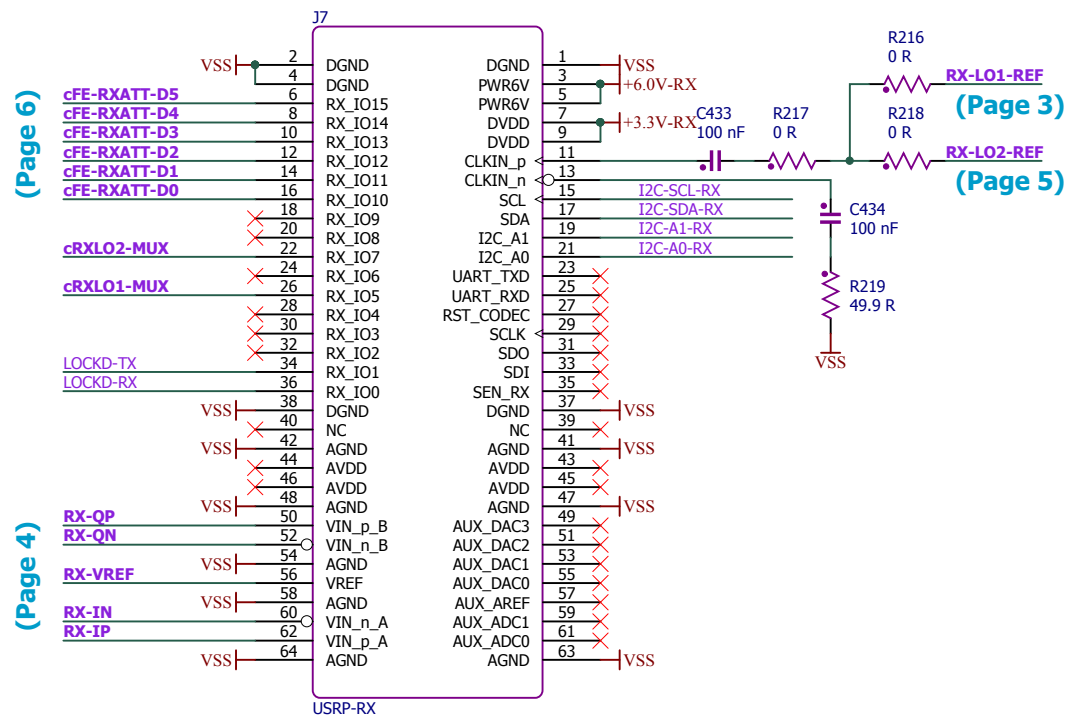 J7
VSS 2 DGND DGND 1 VSS
4 DGND PWR6V 3 +6.0V-RX
cFE-RXATT-D5 6 RX_IO15 PWR6V 5
cFE-RXATT-D4 8 RX_IO14 DVDD 7 +3.3V-RX
cFE-RXATT-D3 10 RX_IO13 DVDD 9
cFE-RXATT-D2 12 RX_IO12 CLKIN_p 11
cFE-RXATT-D1 14 RX_IO11 CLKIN_n 13
cFE-RXATT-D0 16 RX_IO10 SCL 15 I2C-SCL-RX
18 RX_IO9 SDA 17 I2C-SDA-RX
20 RX_IO8 I2C_A1 19 I2C-A1-RX
cRXLO2-MUX 22 RX_IO7 I2C_A0 21 I2C-A0-RX
24 RX_IO6 UART_TXD 23
cRXLO1-MUX 26 RX_IO5 UART_RXD 25
28 RX_IO4 RST_CODEC 27
30 RX_IO3 SCLK 29
32 RX_IO2 SDO 31
LOCKD-TX 34 RX_IO1 SDI 33
LOCKD-RX 36 RX_IO0 SEN_RX 35
VSS 38 DGND DGND 37 VSS
40 NC NC 39
VSS 42 AGND AGND 41 VSS
44 AVDD AVDD 43
46 AVDD AVDD 45
VSS 48 AGND AGND 47 VSS
RX-QP 50 VIN_p_B AUX_DAC3 49
RX-QN 52 VIN_n_B AUX_DAC2 51
VSS 54 AGND AUX_DAC1 53
RX-VREF 56 VREF AUX_DAC0 55
VSS 58 AGND AUX_AREF 57
RX-IN 60 VIN_n_A AUX_ADC1 59
RX-IP 62 VIN_p_A AUX_ADC0 61
VSS 64 AGND AGND 63 VSS
USRP-RX
(Page 6)
(Page 4)
C433
100 nF
R217
0 R
R216
0 R
RX-LO1-REF
(Page 3)
R218
0 R
RX-LO2-REF
(Page 5)
C434
100 nF
R219
49.9 R
VSS